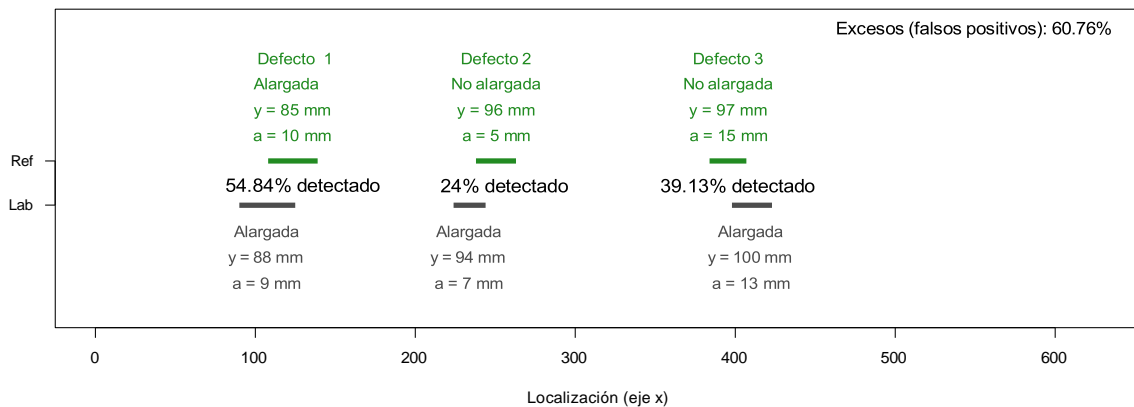 Excesos (falsos positivos): 60.76%
Defecto 1
Alargada
y = 85 mm
a = 10 mm
Defecto 2
No alargada
y = 96 mm
a = 5 mm
Defecto 3
No alargada
y = 97 mm
a = 15 mm
Ref
54.84% detectado
24% detectado
39.13% detectado
Lab
Alargada
y = 88 mm
a = 9 mm
Alargada
y = 94 mm
a = 7 mm
Alargada
y = 100 mm
a = 13 mm
0 100 200 300 400 500 600
Localización (eje x)